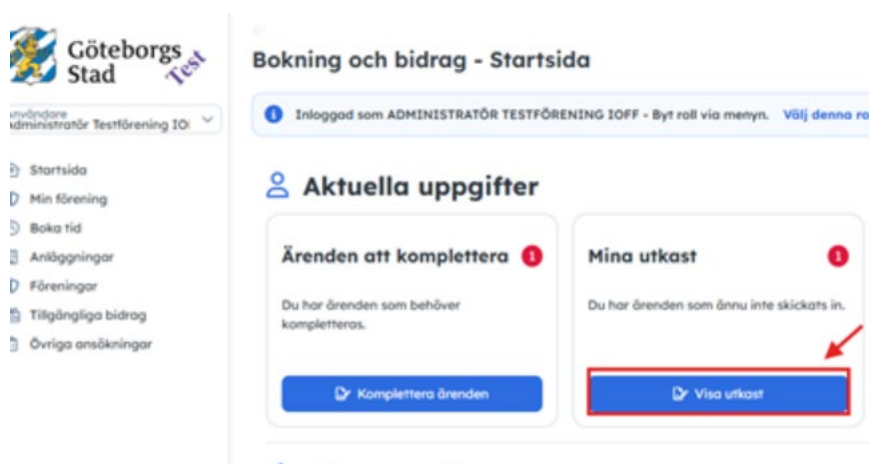 Göteborgs
Stad
Test
Användare
Administratör Testförening IOF
Startsida
Min förening
Boka tid
Anläggningar
Föreningar
Tillgängliga bidrag
Övriga ansökningar
Bokning och bidrag - Startsida
Inloggad som ADMINISTRATÖR TESTFÖRENING IOFF - Byt roll via menyn. Välj denna ro
Aktuella uppgifter
Ärenden att komplettera 1
Du har ärenden som behöver
kompletteras.
Komplettera ärenden
Mina utkast 1
Du har ärenden som ännu inte skickats in.
Visa utkast